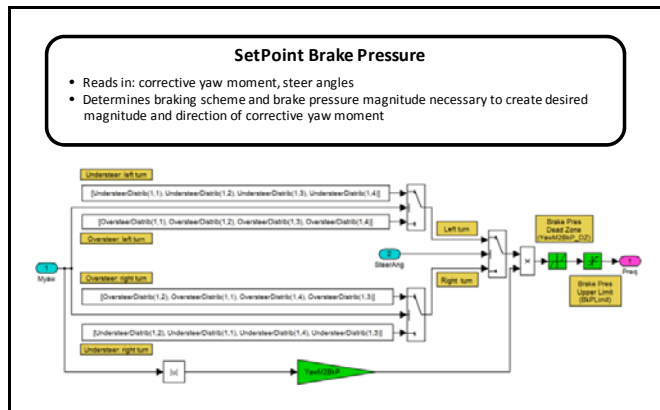 SetPoint Brake Pressure
• Reads in: corrective yaw moment, steer angles
• Determines braking scheme and brake pressure magnitude necessary to create desired
magnitude and direction of corrective yaw moment
Understeer: left turn
[UndersteerDistrib(1,1), UndersteerDistrib(1,2), UndersteerDistrib(1,3), UndersteerDistrib(1,4)]
[OversteerDistrib(1,1), OversteerDistrib(1,2), OversteerDistrib(1,3), OversteerDistrib(1,4)]
Oversteer: left turn
Left turn
Brake Pres
Dead Zone
(YawM2BkP_DZ)
1
Myaw
2
SteerAng
x
1
Preq
Oversteer: right turn
Right turn
[OversteerDistrib(1,2), OversteerDistrib(1,1), OversteerDistrib(1,4), OversteerDistrib(1,3)]
Brake Pres
Upper Limit
(BkPLimit)
[UndersteerDistrib(1,2), UndersteerDistrib(1,1), UndersteerDistrib(1,4), UndersteerDistrib(1,3)]
Understeer: right turn
|u|
YawM2BkP